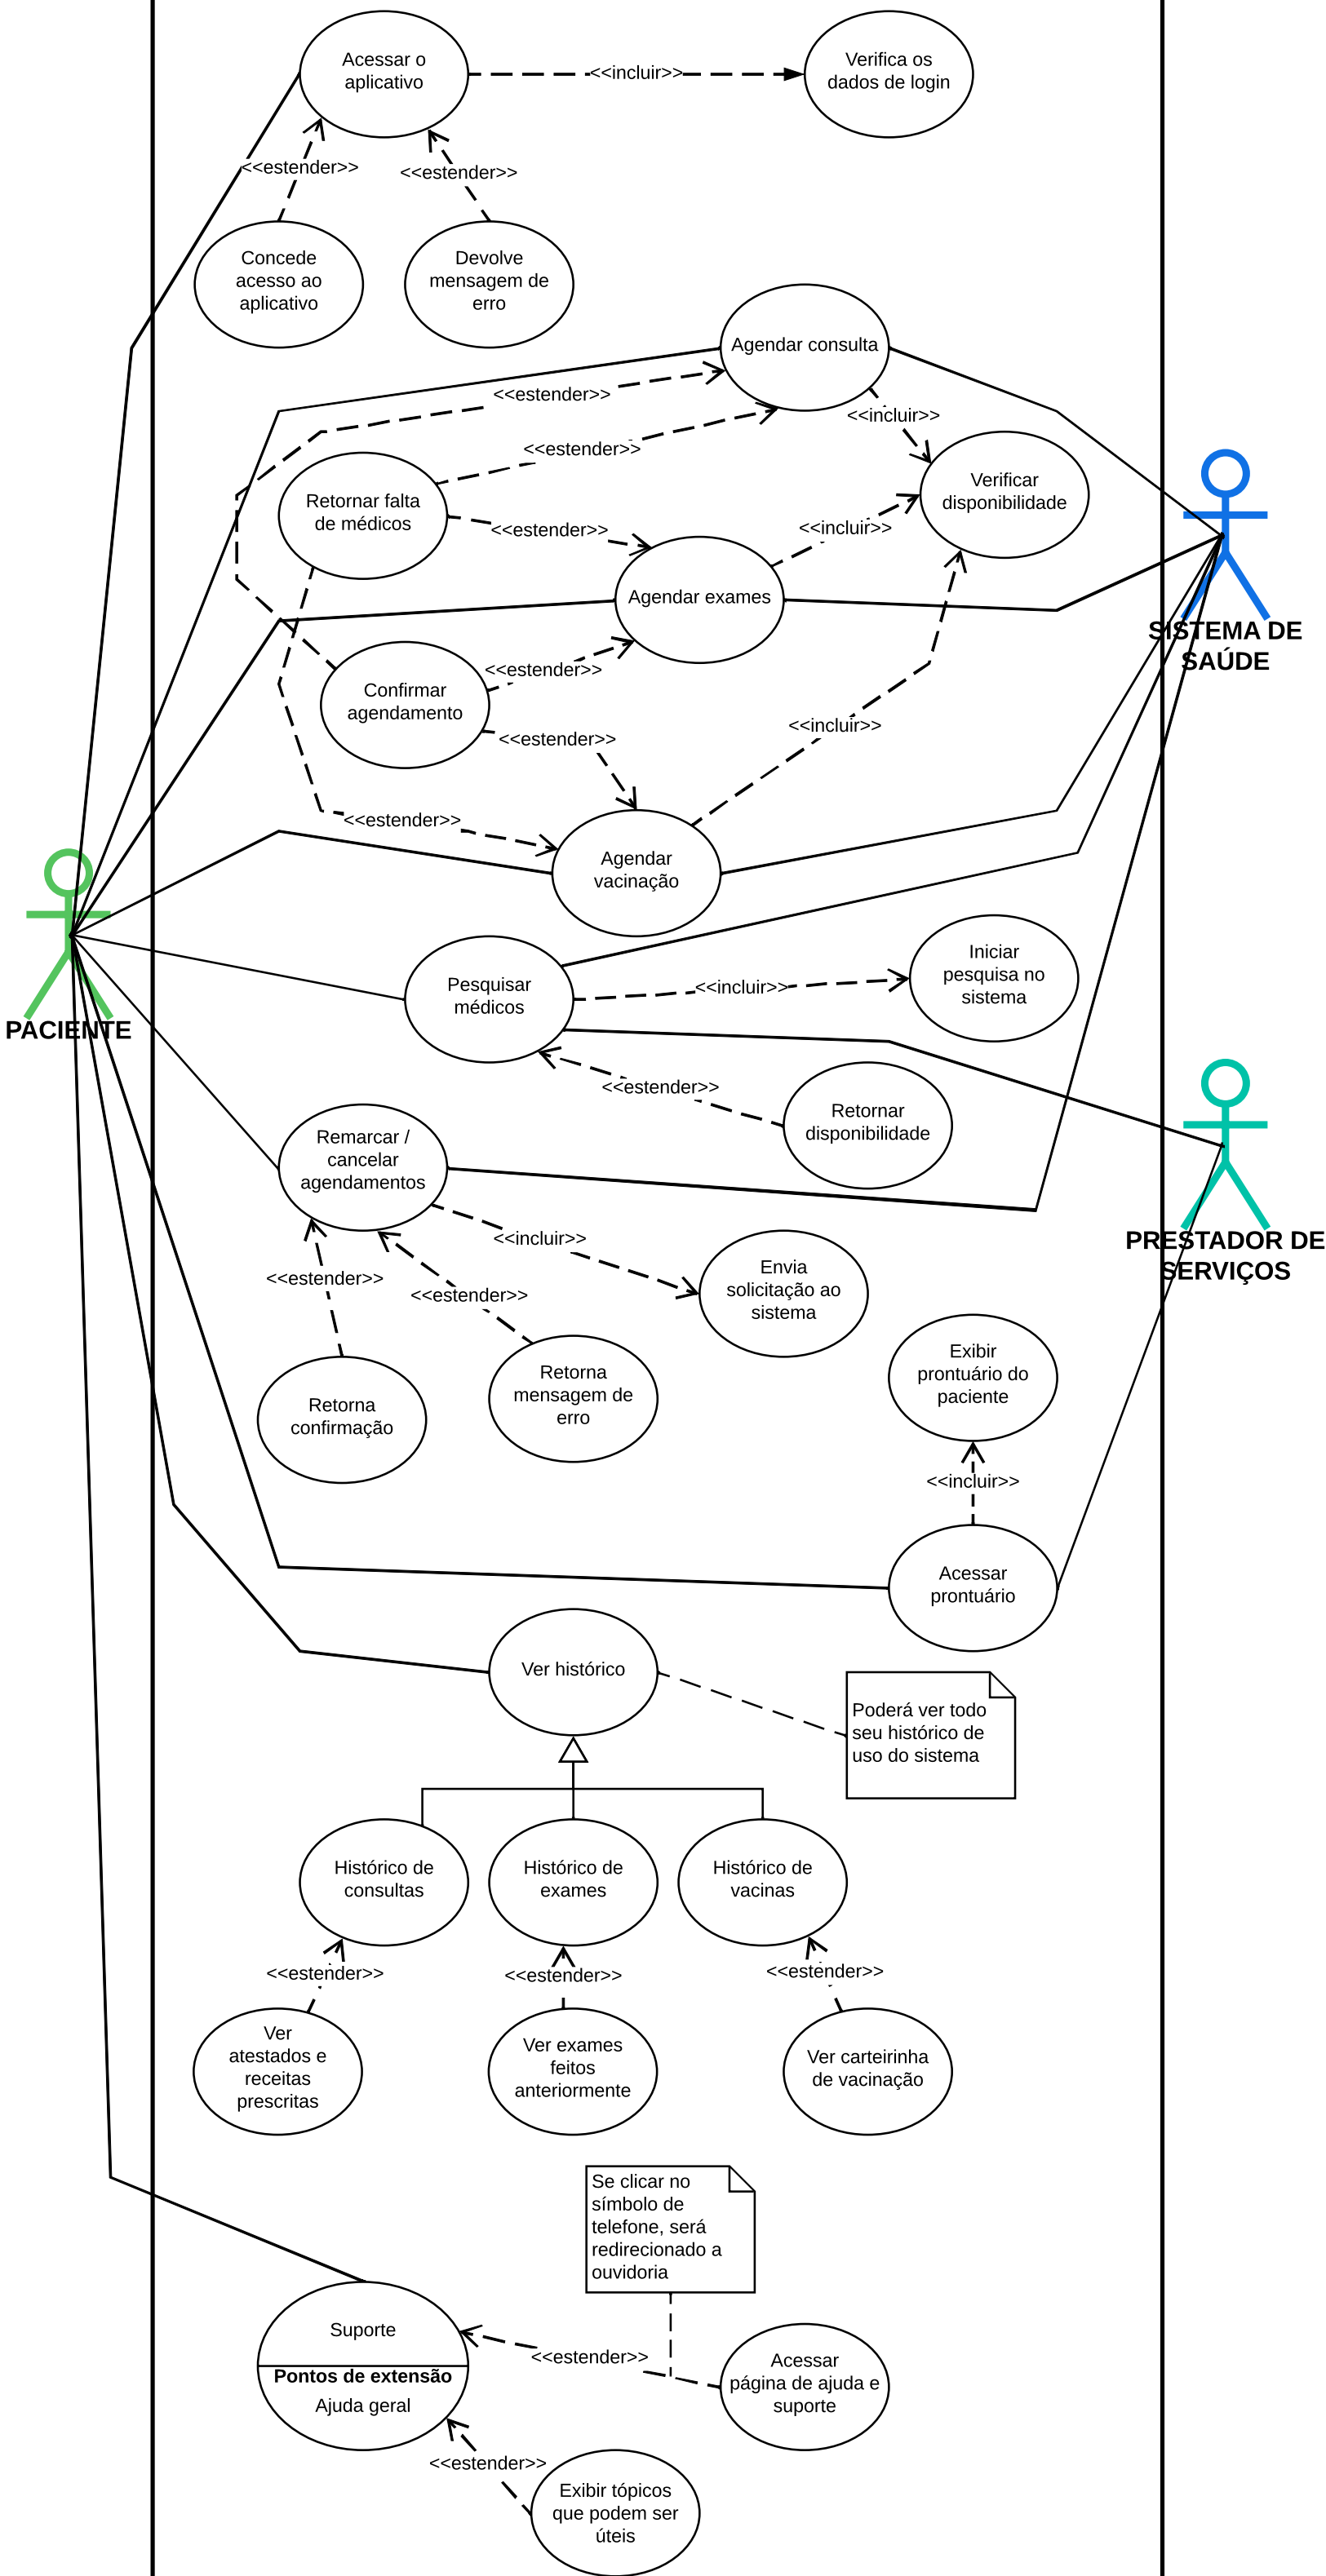 Acessar o
aplicativo
<<incluir>>
Verifica os
dados de login
<<estender>>
<<estender>>
Concede
acesso ao
aplicativo
Devolve
mensagem de
erro
Agendar consulta
<<estender>>
<<incluir>>
<<estender>>
Retornar falta
de médicos
Verificar
disponibilidade
<<estender>>
<<incluir>>
Agendar exames
SISTEMA DE
SAÚDE
<<estender>>
Confirmar
agendamento
<<estender>>
<<incluir>>
<<estender>>
Agendar
vacinação
PACIENTE
Pesquisar
médicos
<<incluir>>
Iniciar
pesquisa no
sistema
<<estender>>
Retornar
disponibilidade
Remarcar /
cancelar
agendamentos
<<incluir>>
PRESTADOR DE
SERVIÇOS
<<estender>>
<<estender>>
Envia
solicitação ao
sistema
Retorna
confirmação
Retorna
mensagem de
erro
Exibir
prontuário do
paciente
<<incluir>>
Acessar
prontuário
Ver histórico
Poderá ver todo
seu histórico de
uso do sistema
Histórico de
consultas
Histórico de
exames
Histórico de
vacinas
<<estender>>
<<estender>>
<<estender>>
Ver
atestados e
receitas
prescritas
Ver exames
feitos
anteriormente
Ver carteirinha
de vacinação
Se clicar no
símbolo de
telefone, será
redirecionado a
ouvidoria
Suporte
Pontos de extensão
Ajuda geral
<<estender>>
Acessar
página de ajuda e
suporte
<<estender>>
Exibir tópicos
que podem ser
úteis